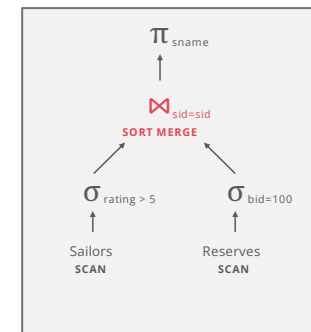 π sname
⋈ sid=sid
SORT MERGE
σ rating > 5 σ bid=100
Sailors Reserves
SCAN SCAN